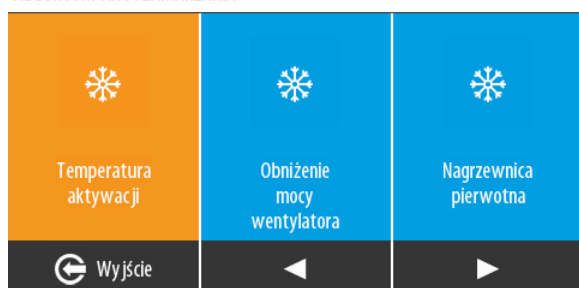 Temperatura
aktywacji
Obniżenie
mocy
wentylatora
Nagrzewnica
pierwotna
Wyjście